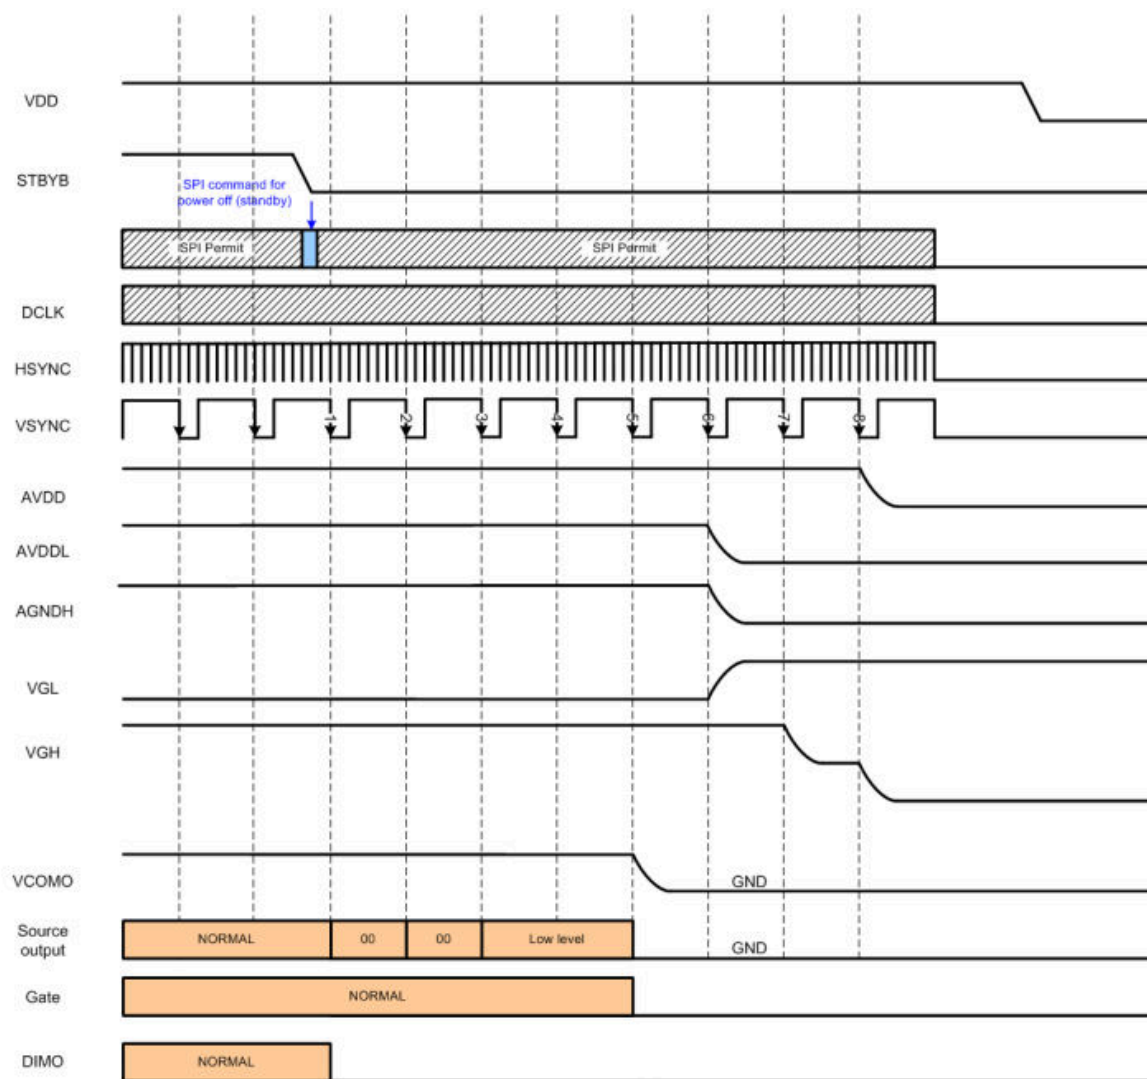 VDD
STBYB
SPI command for
power off (standby)
SPI Permit
SPI Permit
DCLK
HSYNC
VSYNC
1
2
3
4
5
6
7
8
AVDD
AVDDL
AGNDH
VGL
VGH
VCOMO
GND
Source
output
NORMAL
00
00
Low level
GND
Gate
NORMAL
DIMO
NORMAL